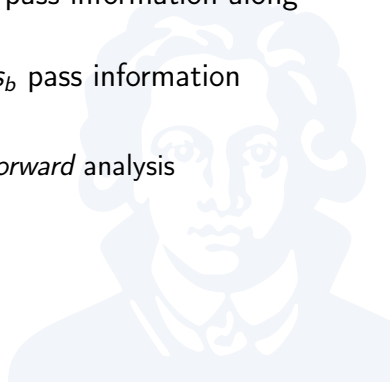 pass information along
s_b pass information
orward analysis